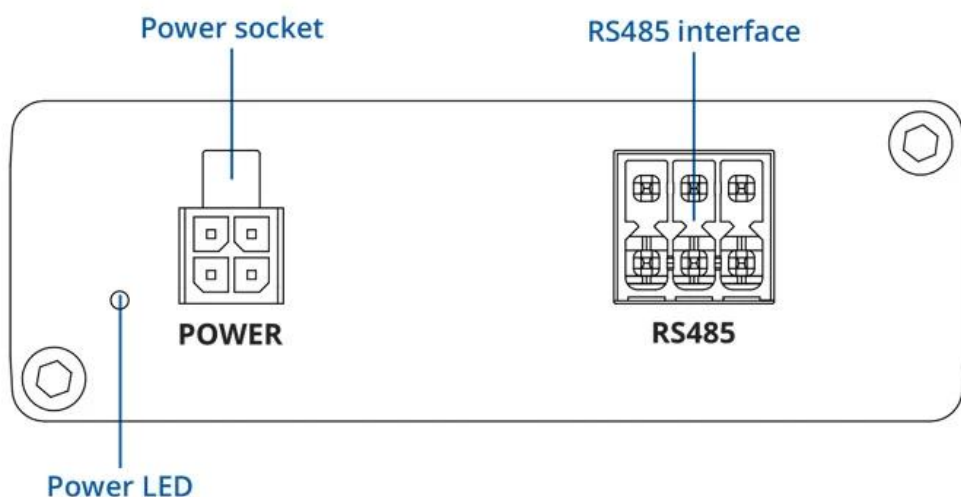 Power socket
RS485 interface
POWER
RS485
Power LED